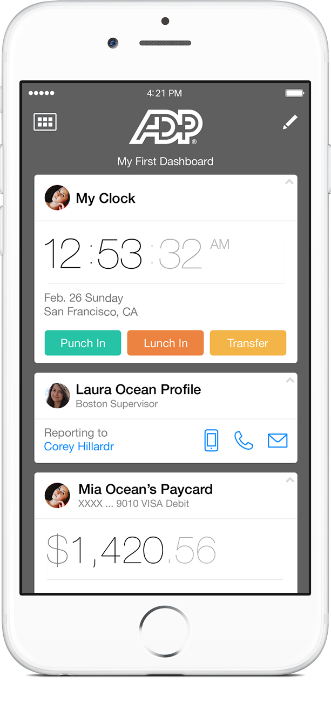 4:21 PM
ADP®
My First Dashboard
My Clock
12:53:32 AM
Feb. 26 Sunday
San Francisco, CA
Punch In Lunch In Transfer
Laura Ocean Profile
Boston Supervisor
Reporting to
Corey Hillardr
Mia Ocean's Paycard
XXXX ... 9010 VISA Debit
$1,420.56